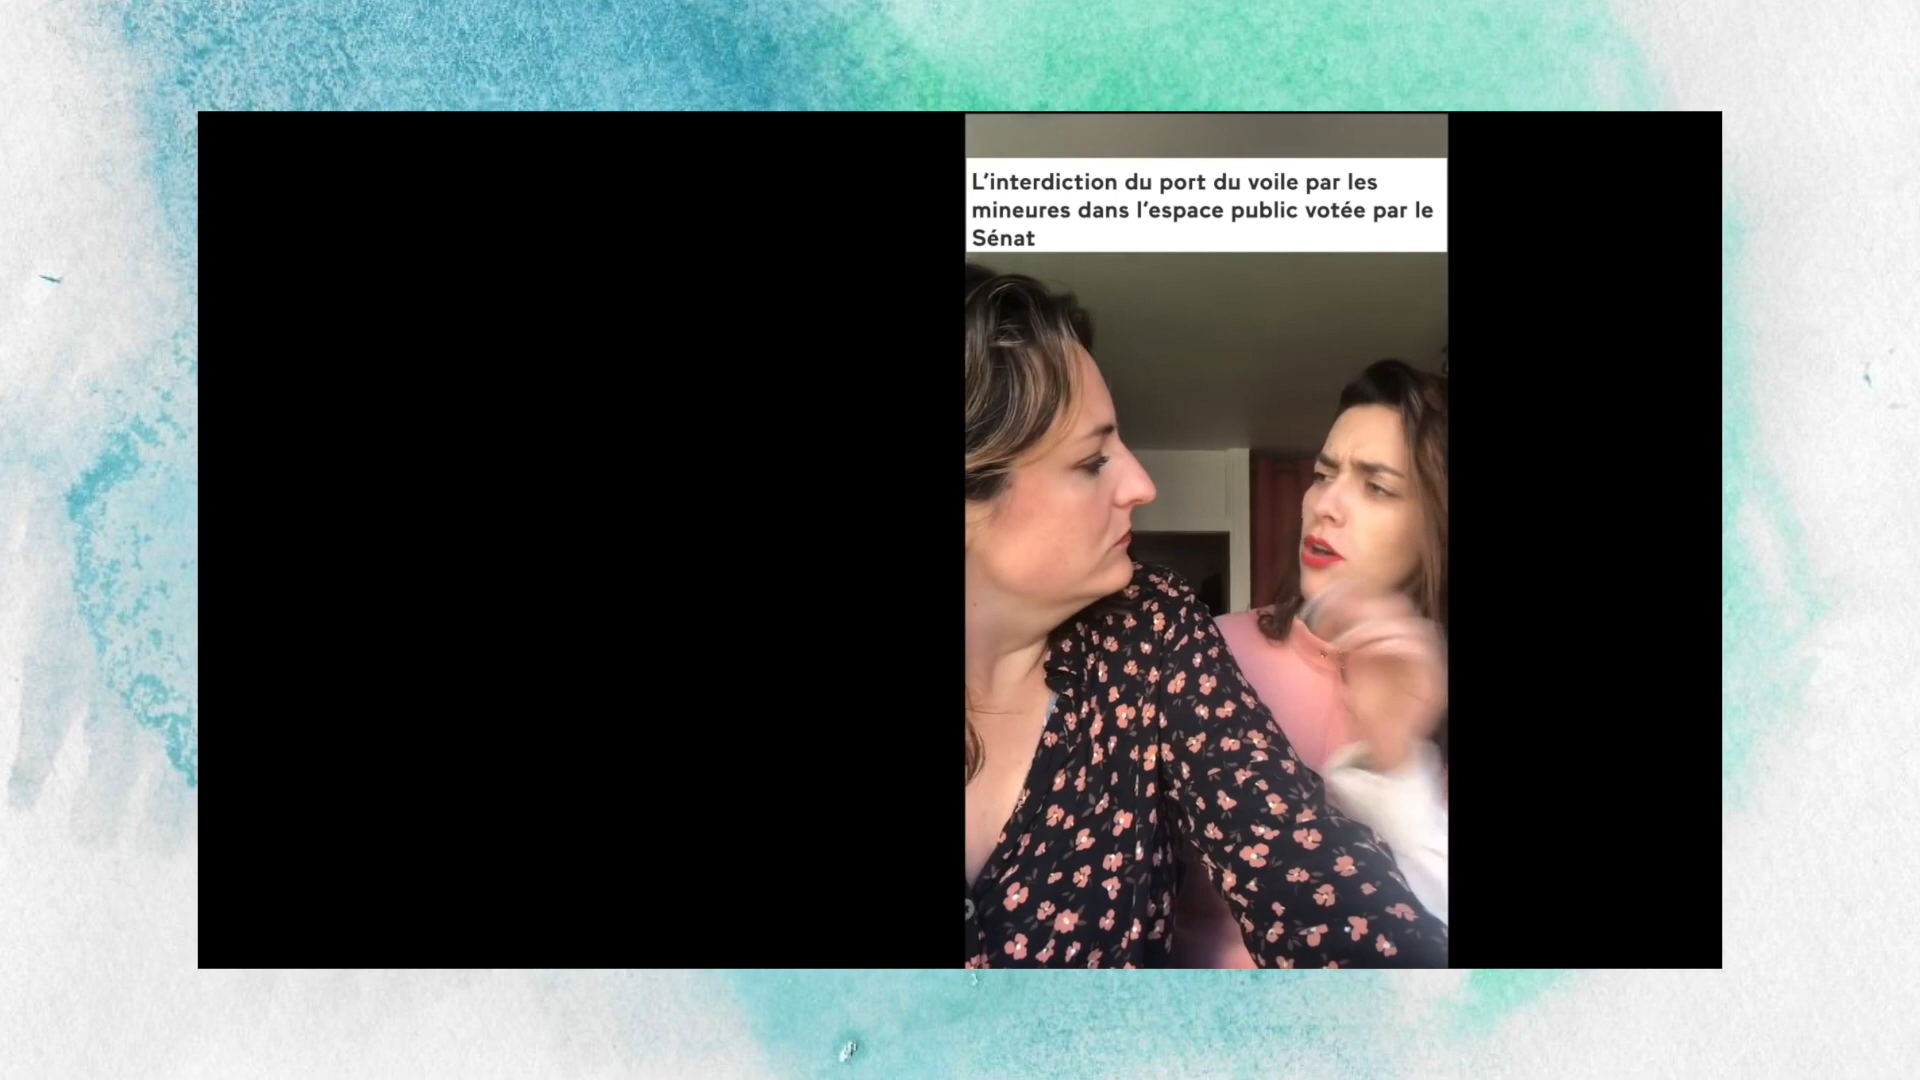 L’interdiction du port du voile par les
mineures dans l’espace public votée par le
Sénat